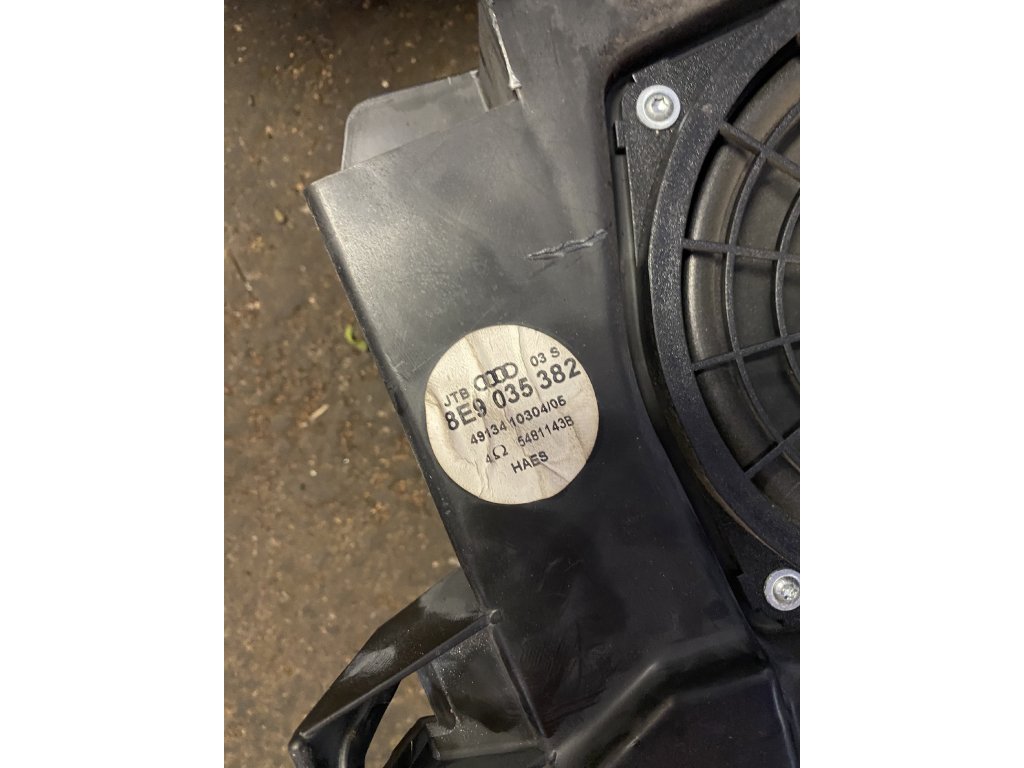 JTB 03 S
8E9 035 382
49134 10304/05
4Ω 5481143B
HAES